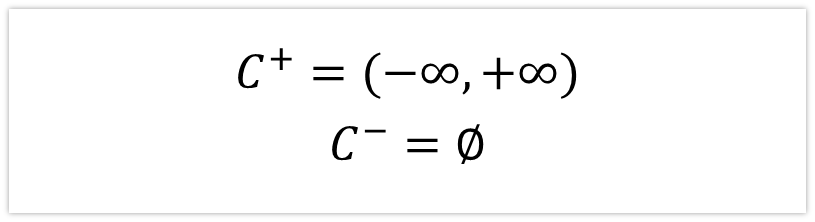 C⁺ = (−∞, +∞)
C⁻ = ∅